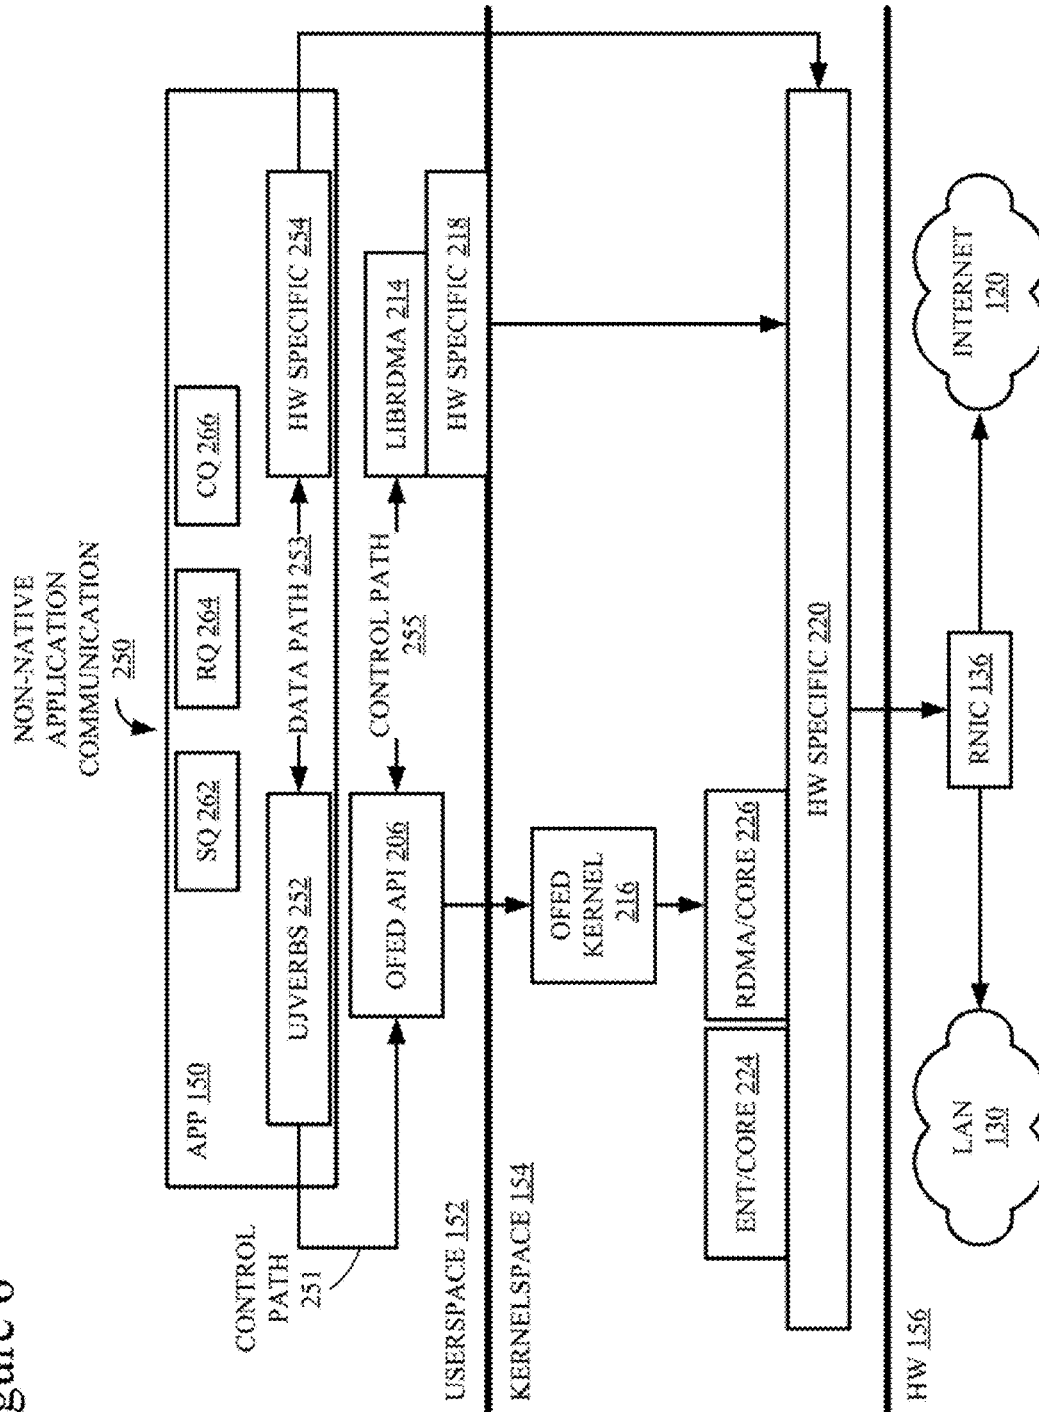 NON-NATIVE
APPLICATION
COMMUNICATION
250
APP 150
SQ 262
RQ 264
CQ 266
UJVERBS 252
DATA PATH 253
HW SPECIFIC 254
CONTROL
PATH
251
OFED API 206
CONTROL PATH
255
LIBRDMA 214
HW SPECIFIC 218
USERSPACE 152
KERNELSPACE 154
OFED
KERNEL
216
ENT/CORE 224
RDMA/CORE 226
HW SPECIFIC 220
HW 156
LAN
130
RNIC 136
INTERNET
120